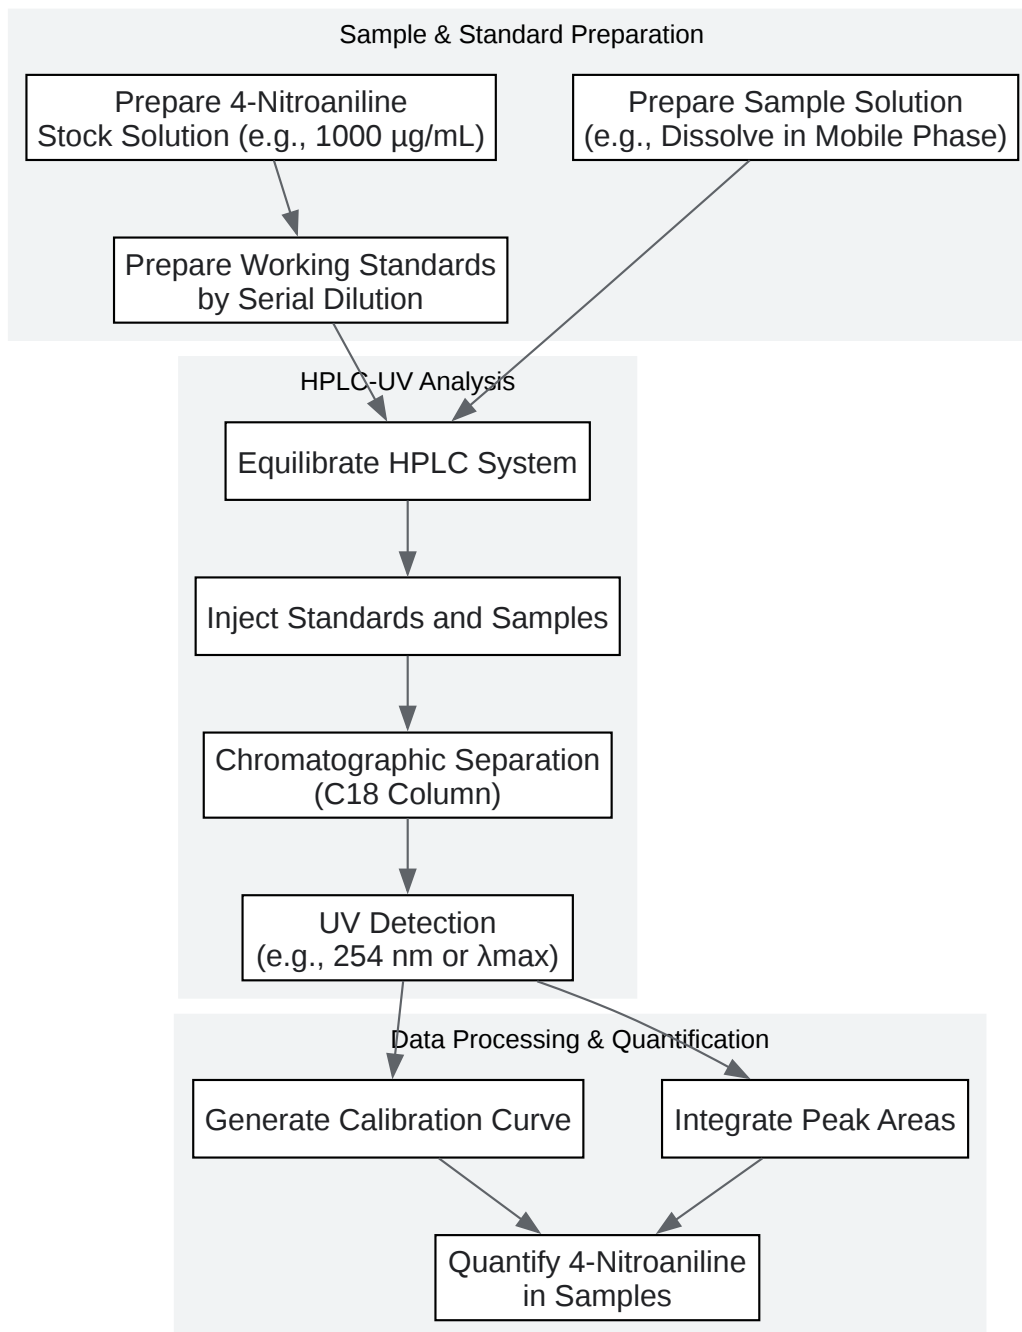 Sample & Standard Preparation
Prepare 4-Nitroaniline
Stock Solution (e.g., 1000 µg/mL)
Prepare Sample Solution
(e.g., Dissolve in Mobile Phase)
Prepare Working Standards
by Serial Dilution
HPLC-UV Analysis
Equilibrate HPLC System
Inject Standards and Samples
Chromatographic Separation
(C18 Column)
UV Detection
(e.g., 254 nm or λmax)
Data Processing & Quantification
Generate Calibration Curve
Integrate Peak Areas
Quantify 4-Nitroaniline
in Samples